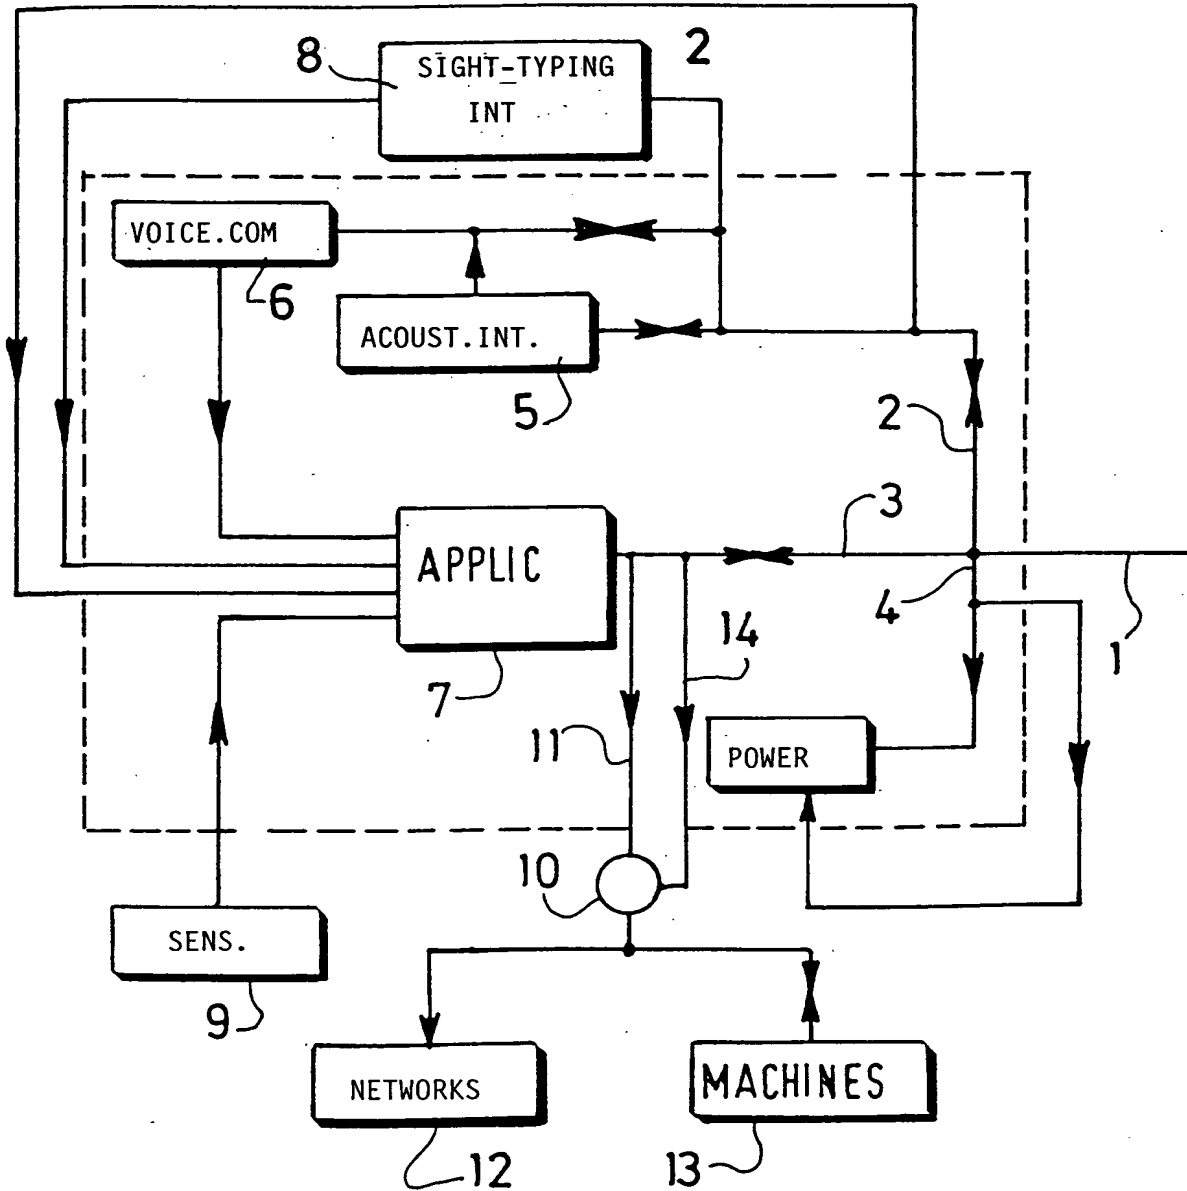 8
SIGHT-TYPING
INT
2
VOICE.COM
6
ACOUST.INT.
5
2
3
APPLIC
4
14
1
7
11
POWER
10
SENS.
9
NETWORKS
MACHINES
12
13